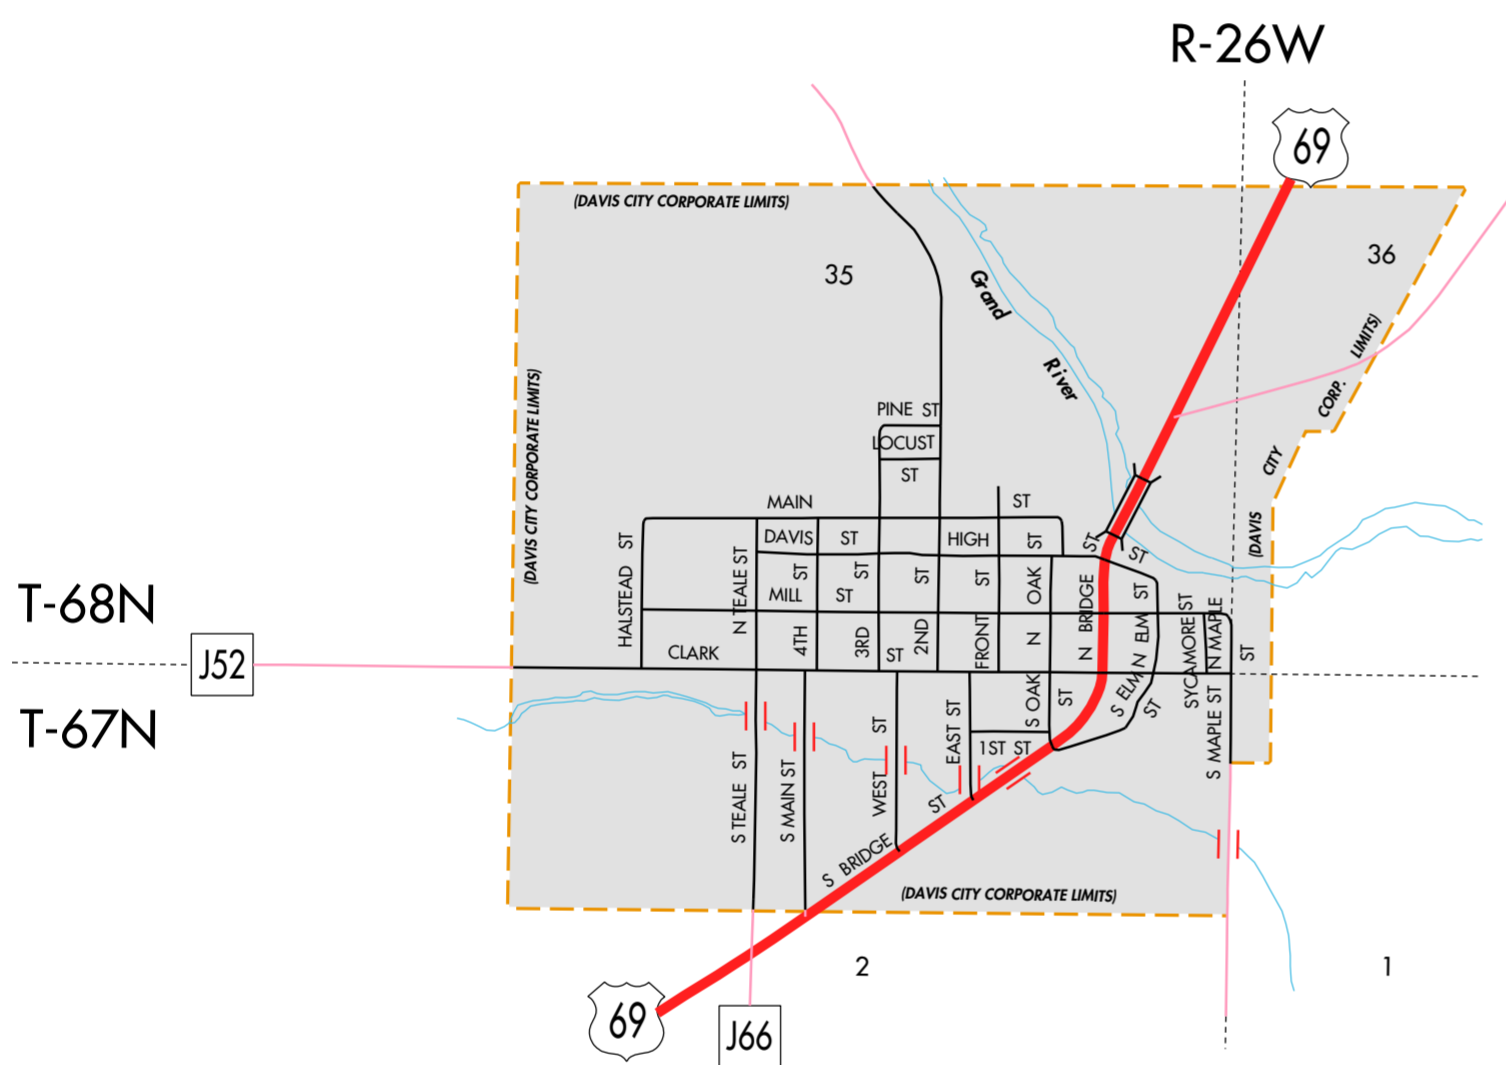 R-26W
69
(DAVIS CITY CORPORATE LIMITS)
35
36
Grand
River
(DAVIS CITY CORP. LIMITS)
(DAVIS CITY CORPORATE LIMITS)
PINE ST
LOCUST
ST
MAIN ST
DAVIS ST
HIGH ST
HALSTEAD ST
N TEALE ST
MILL ST
4TH ST
3RD ST
2ND ST
FRONT ST
N OAK ST
N BRIDGE ST
N ELM ST
SYCAMORE ST
N MAPLE ST
T-68N
J52
CLARK ST
T-67N
S TEALE ST
S MAIN ST
WEST ST
EAST ST
S OAK ST
1ST ST
S ELM ST
S MAPLE ST
S BRIDGE ST
(DAVIS CITY CORPORATE LIMITS)
2
1
69
J66